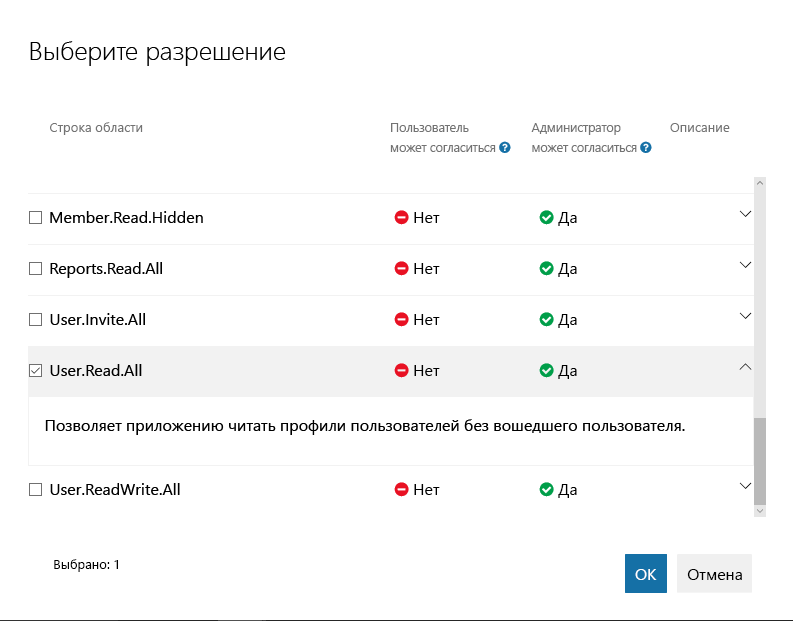 Выберите разрешение
Строка области
Пользователь может согласиться ?
Администратор может согласиться ?
Описание
Member.Read.Hidden Нет Да
Reports.Read.All Нет Да
User.Invite.All Нет Да
User.Read.All Нет Да
Позволяет приложению читать профили пользователей без вошедшего пользователя.
User.ReadWrite.All Нет Да
Выбрано: 1
OK Отмена